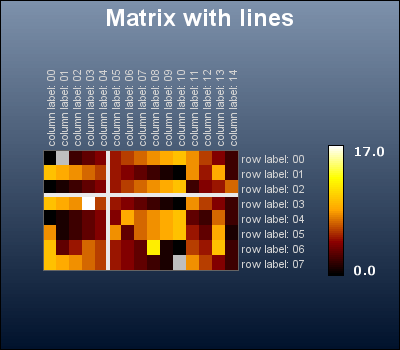 Matrix with lines
column label: 00
column label: 01
column label: 02
column label: 03
column label: 04
column label: 05
column label: 06
column label: 07
column label: 08
column label: 09
column label: 10
column label: 11
column label: 12
column label: 13
column label: 14
row label: 00
row label: 01
row label: 02
row label: 03
row label: 04
row label: 05
row label: 06
row label: 07
17.0
0.0